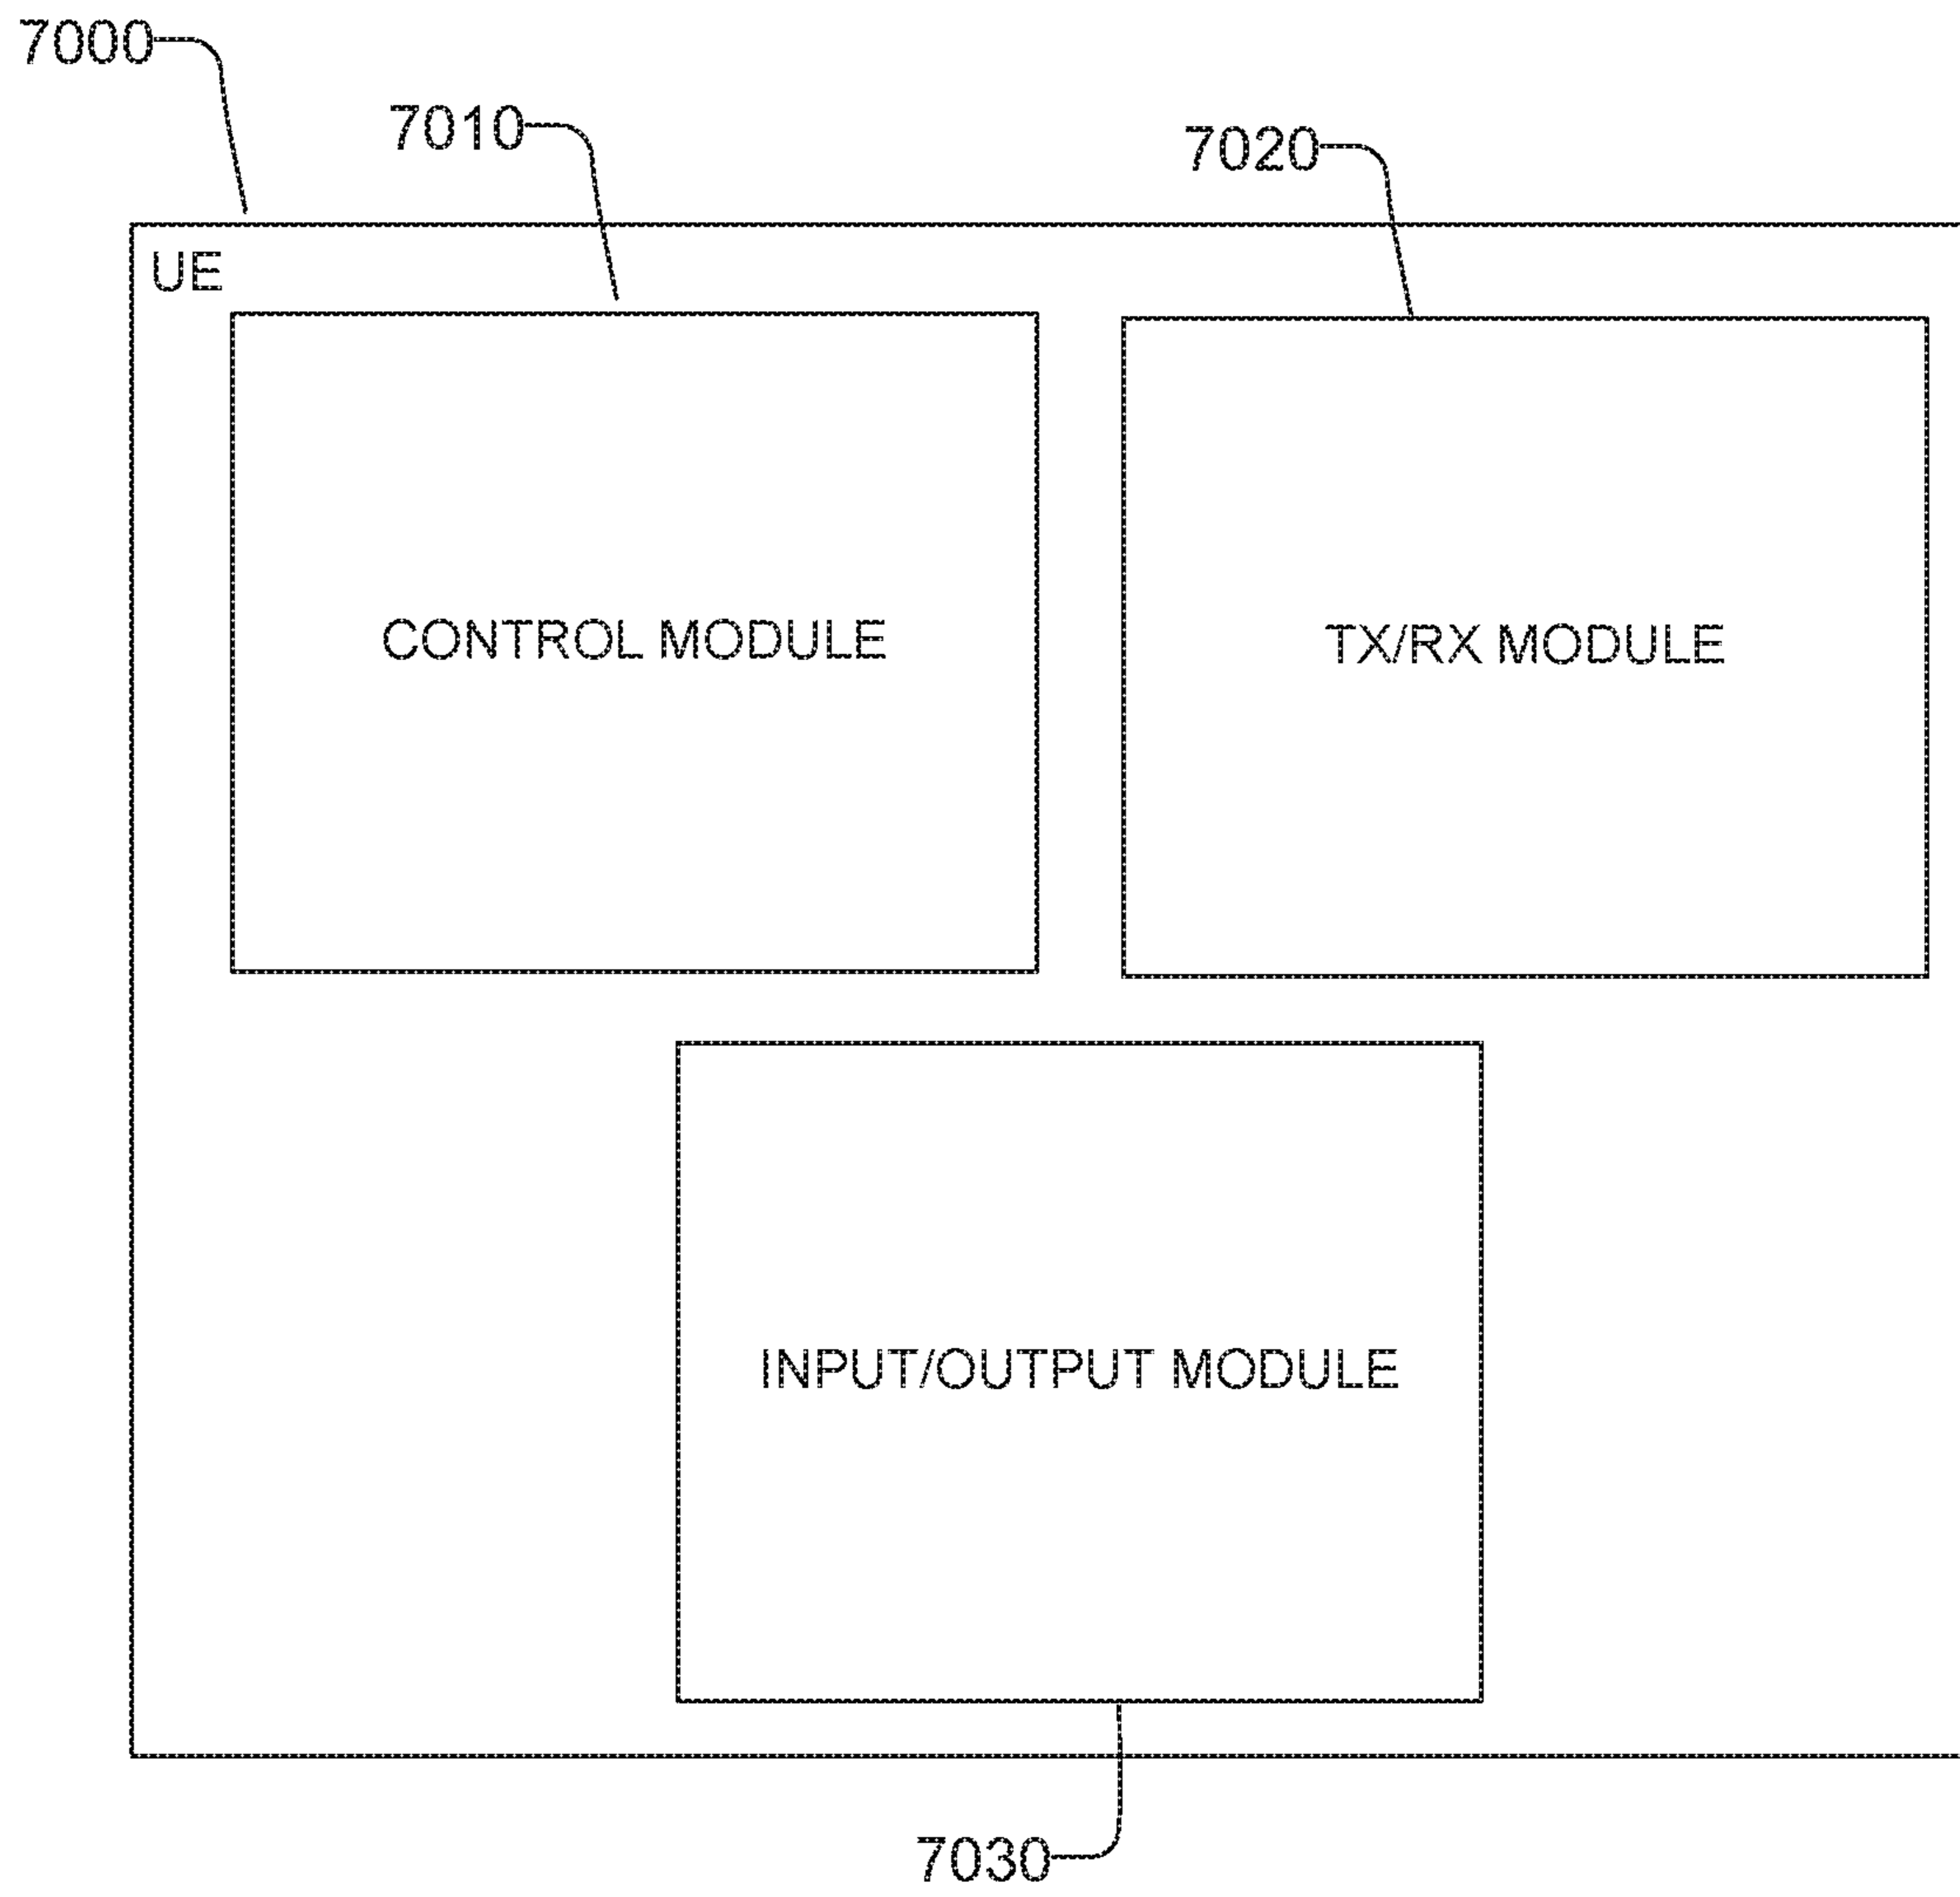 7000
7010
7020
UE
CONTROL MODULE
TX/RX MODULE
INPUT/OUTPUT MODULE
7030